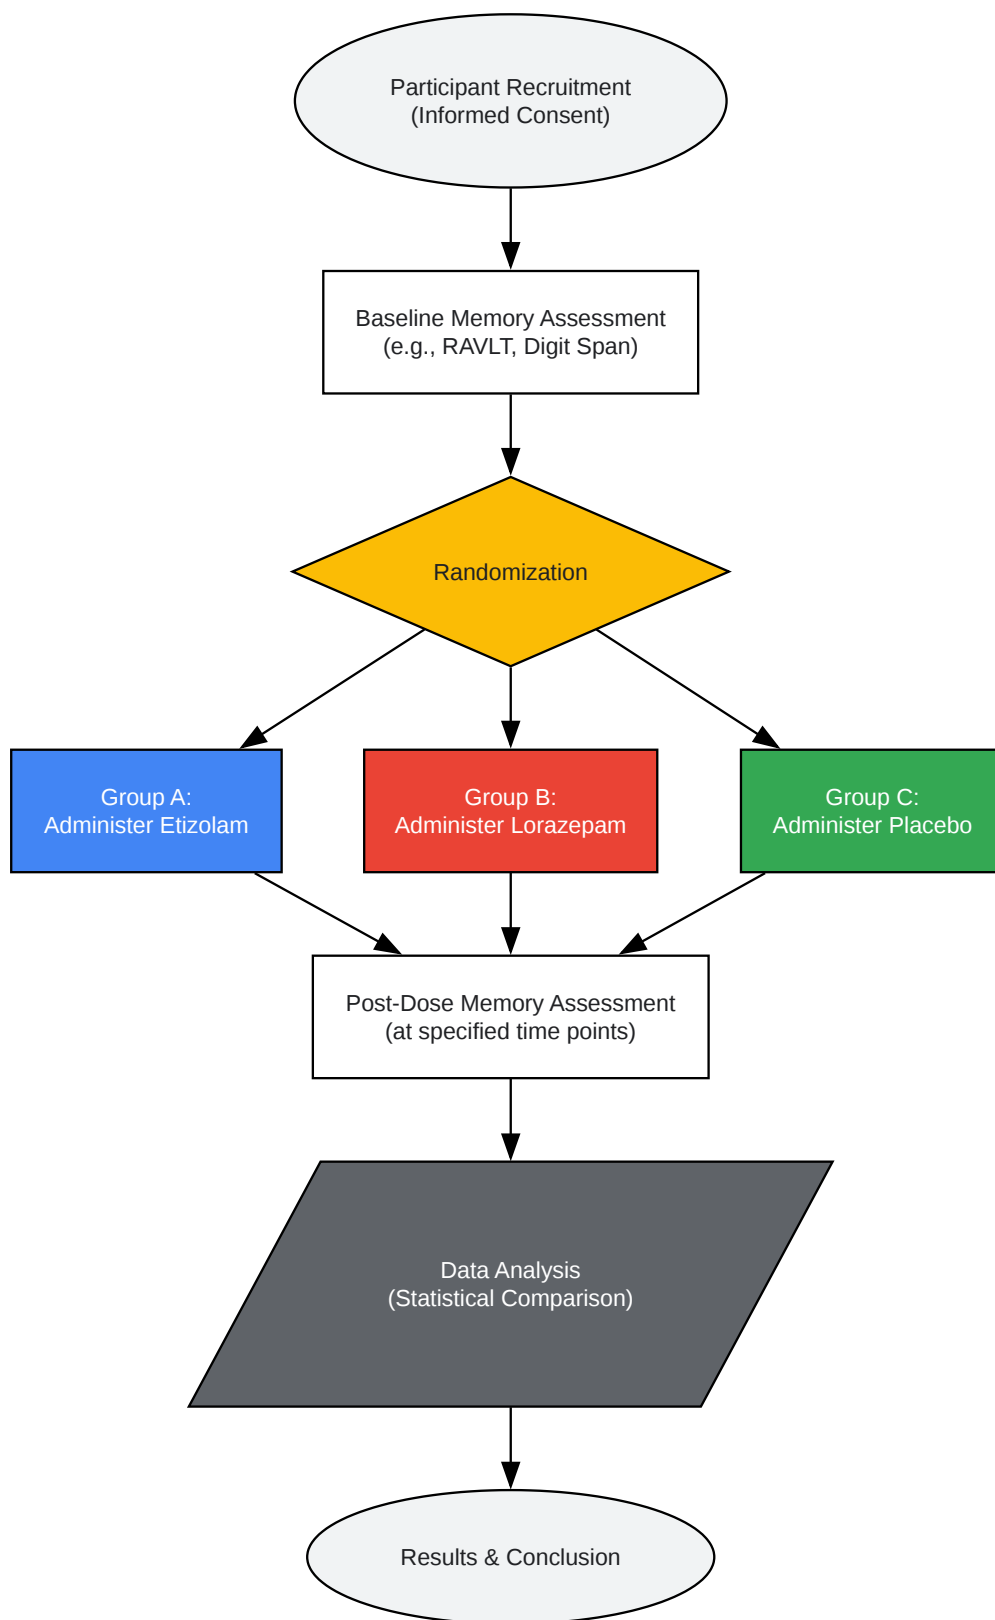 Participant Recruitment
(Informed Consent)
Baseline Memory Assessment
(e.g., RAVLT, Digit Span)
Randomization
Group A:
Administer Etizolam
Group B:
Administer Lorazepam
Group C:
Administer Placebo
Post-Dose Memory Assessment
(at specified time points)
Data Analysis
(Statistical Comparison)
Results & Conclusion